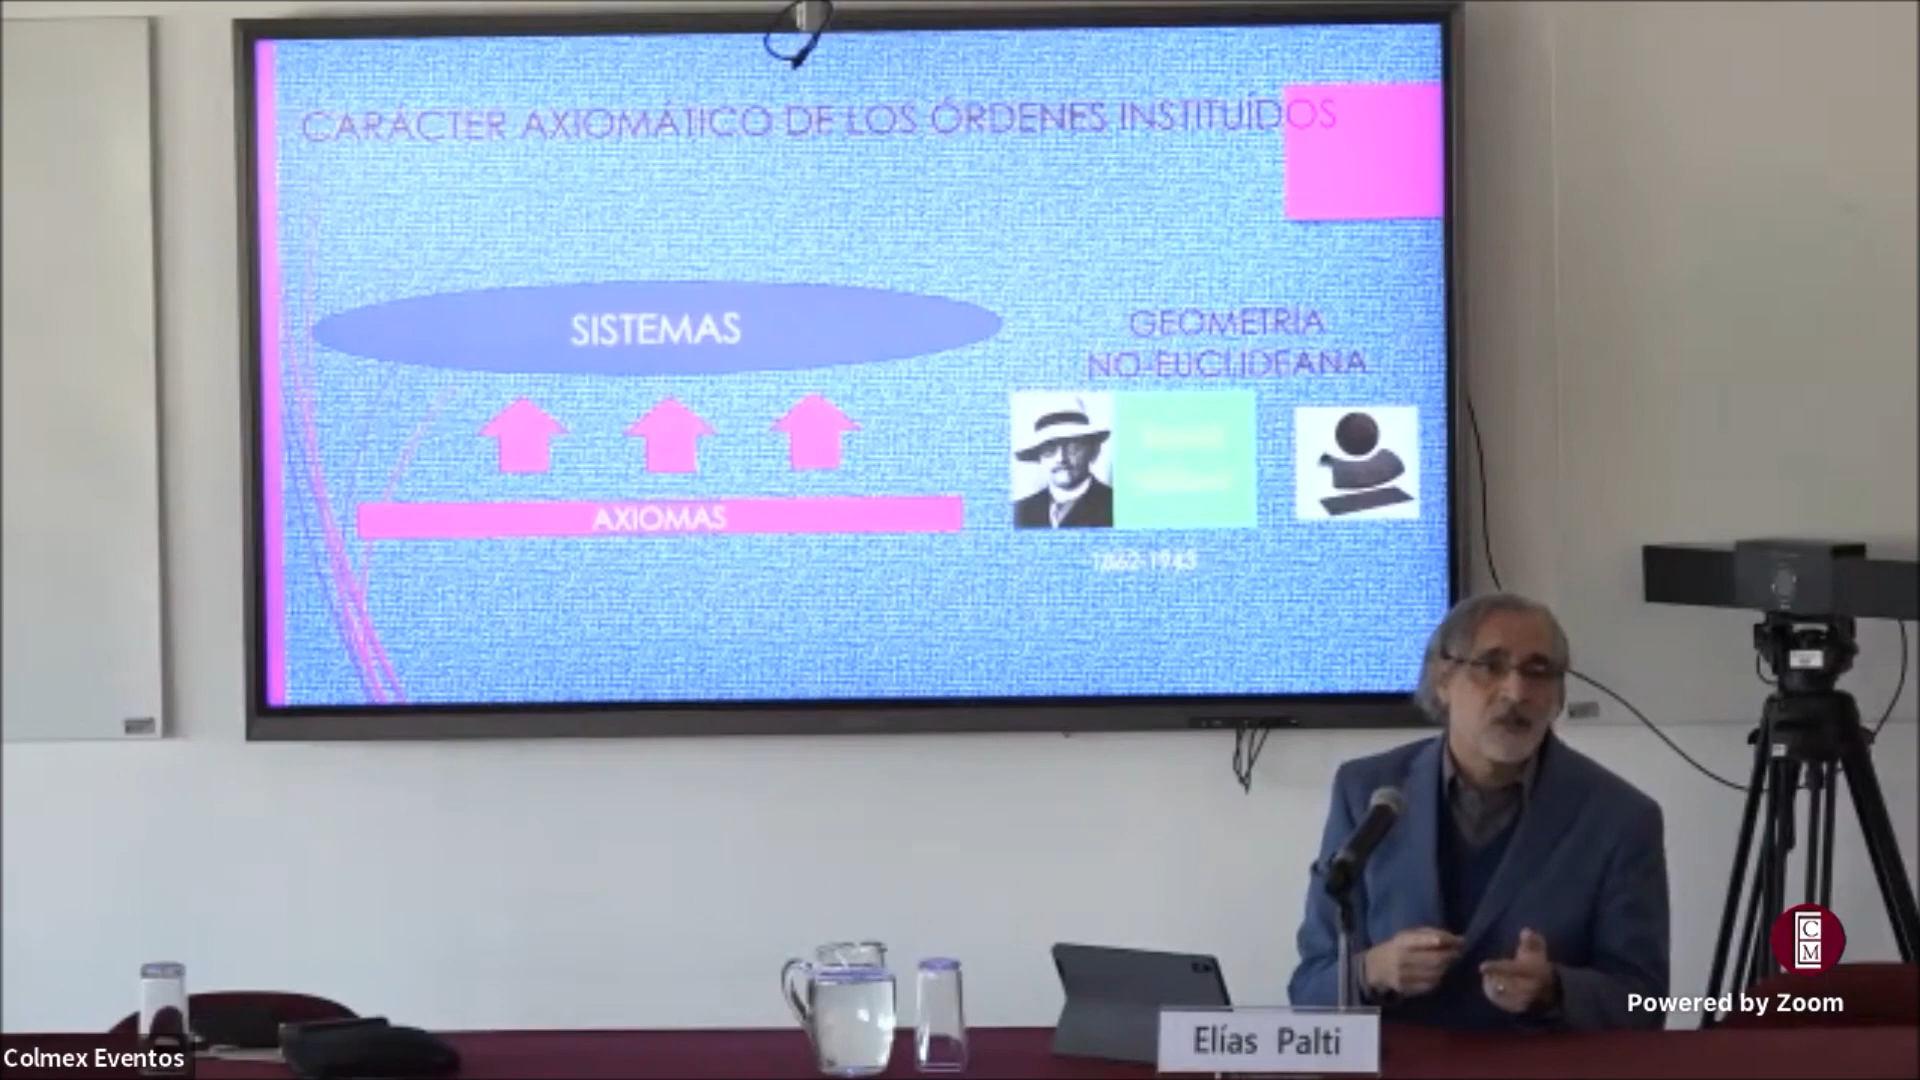 CARÁCTER AXIOMÁTICO DE LOS ÓRDENES INSTITUÍDOS
SISTEMAS
GEOMETRÍA
NO-EUCLIDEANA
AXIOMAS
1862-1943
C
M
Powered by Zoom
Elías Palti
Colmex Eventos